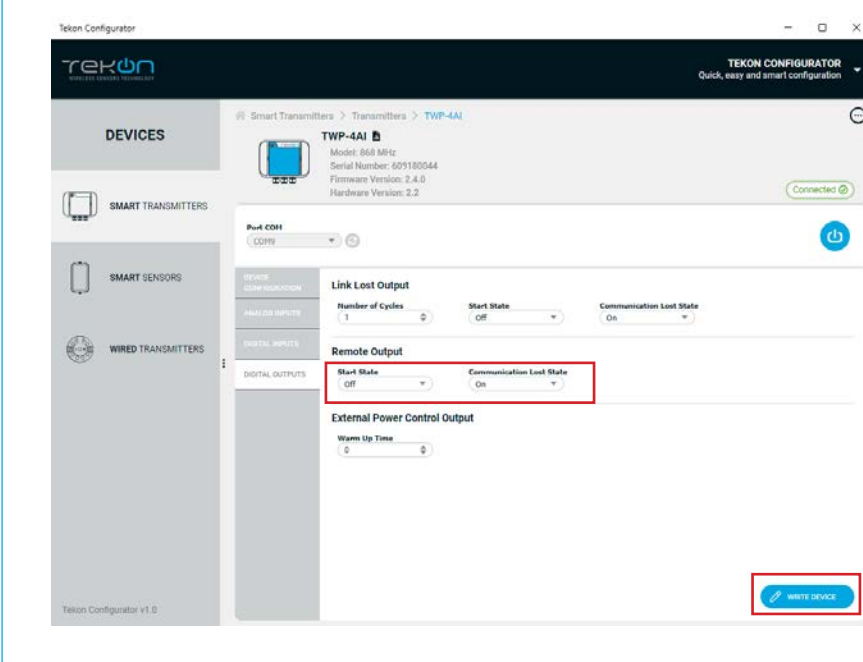 Tekon Configurator
TEKON
WIRELESS SENSORS TECHNOLOGY
TEKON CONFIGURATOR
Quick, easy and smart configuration
DEVICES
SMART TRANSMITTERS
SMART SENSORS
WIRED TRANSMITTERS
Tekon Configurator v1.0
Smart Transmitters > Transmitters > TWP-4AI
TWP-4AI
Model: 868 MHz
Serial Number: 609180044
Firmware Version: 2.4.0
Hardware Version: 2.2
Connected
Port COM
COM9
DEVICE
CONFIGURATION
ANALOG INPUTS
DIGITAL INPUTS
DIGITAL OUTPUTS
Link Lost Output
Number of Cycles Start State Communication Lost State
1 Off On
Remote Output
Start State Communication Lost State
Off On
External Power Control Output
Warm Up Time
0
WRITE DEVICE